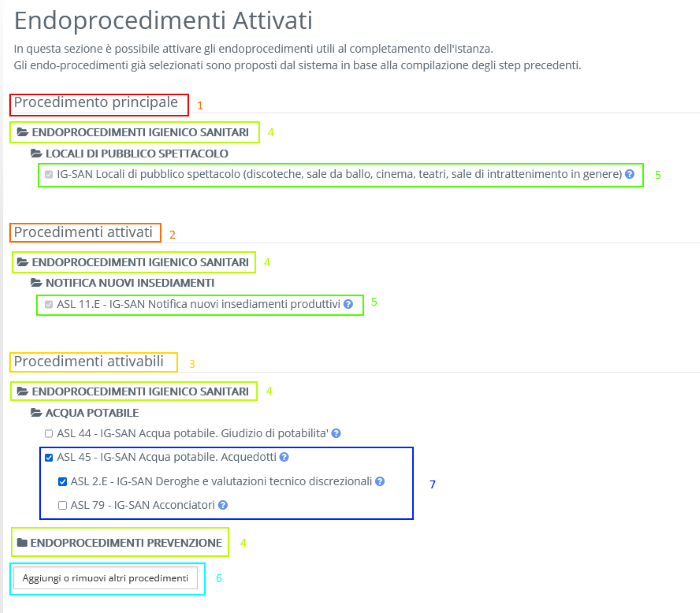 Endoprocedimenti Attivati
In questa sezione è possibile attivare gli endoprocedimenti utili al completamento dell'istanza.
Gli endo-procedimenti già selezionati sono proposti dal sistema in base alla compilazione degli step precedenti.
Procedimento principale 1
ENDOPROCEDIMENTI IGIENICO SANITARI 4
LOCALI DI PUBBLICO SPETTACOLO
IG-SAN Locali di pubblico spettacolo (discoteche, sale da ballo, cinema, teatri, sale di intrattenimento in genere) ? 5
Procedimenti attivati 2
ENDOPROCEDIMENTI IGIENICO SANITARI 4
NOTIFICA NUOVI INSEDIAMENTI
ASL 11.E - IG-SAN Notifica nuovi insediamenti produttivi ? 5
Procedimenti attivabili 3
ENDOPROCEDIMENTI IGIENICO SANITARI 4
ACQUA POTABILE
ASL 44 - IG-SAN Acqua potabile. Giudizio di potabilita' ?
ASL 45 - IG-SAN Acqua potabile. Acquedotti ?
ASL 2.E - IG-SAN Deroghe e valutazioni tecnico discrezionali ? 7
ASL 79 - IG-SAN Acconciatori ?
ENDOPROCEDIMENTI PREVENZIONE 4
Aggiungi o rimuovi altri procedimenti 6